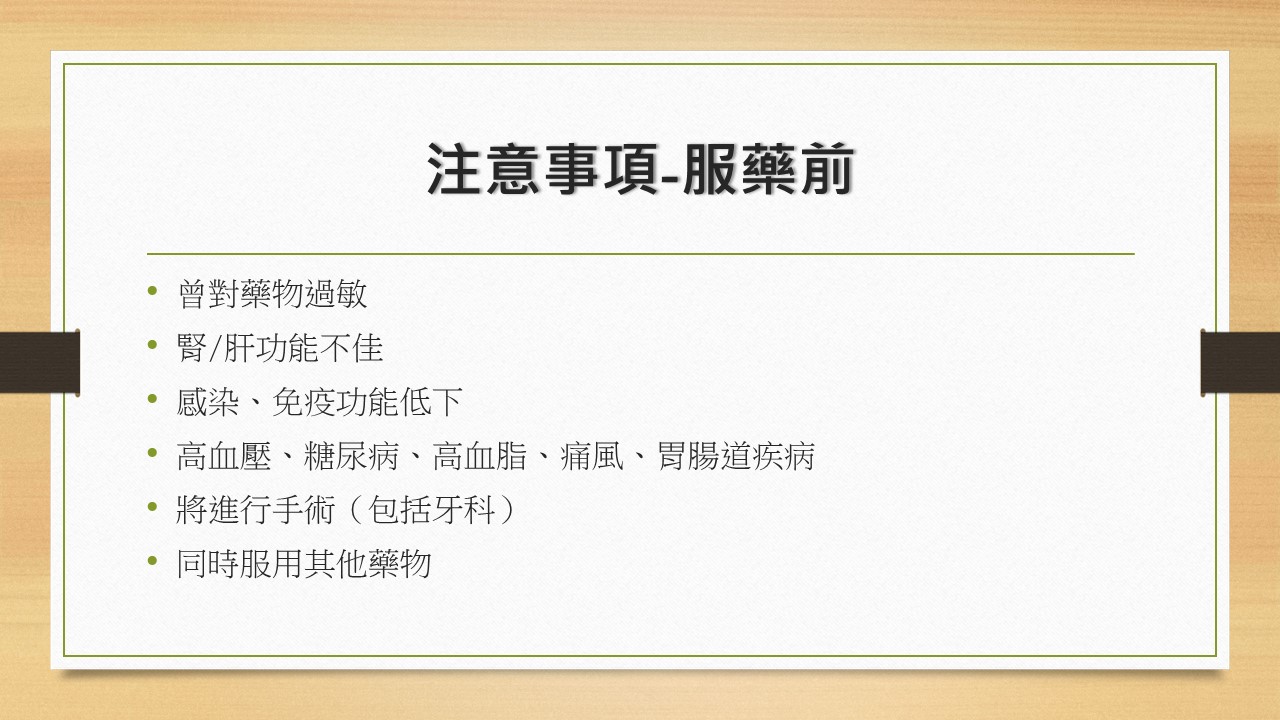 注意事項-服藥前
• 曾對藥物過敏
• 腎/肝功能不佳
• 感染、免疫功能低下
• 高血壓、糖尿病、高血脂、痛風、胃腸道疾病
• 將進行手術（包括牙科）
• 同時服用其他藥物